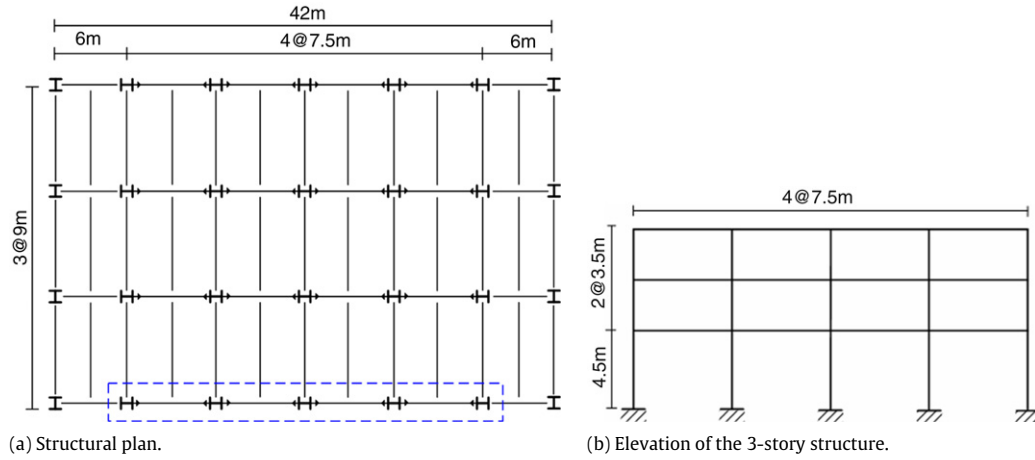 42m
6m
4@7.5m
6m
3@9m
(a) Structural plan.
4@7.5m
2@3.5m
4.5m
(b) Elevation of the 3-story structure.